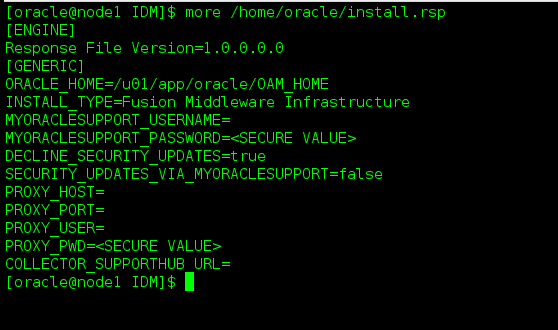 [oracle@node1 IDM]$ more /home/oracle/install.rsp
[ENGINE]
Response File Version=1.0.0.0.0
[GENERIC]
ORACLE_HOME=/u01/app/oracle/OAM_HOME
INSTALL_TYPE=Fusion Middleware Infrastructure
MYORACLESUPPORT_USERNAME=
MYORACLESUPPORT_PASSWORD=<SECURE VALUE>
DECLINE_SECURITY_UPDATES=true
SECURITY_UPDATES_VIA_MYORACLESUPPORT=false
PROXY_HOST=
PROXY_PORT=
PROXY_USER=
PROXY_PWD=<SECURE VALUE>
COLLECTOR_SUPPORTHUB_URL=
[oracle@node1 IDM]$